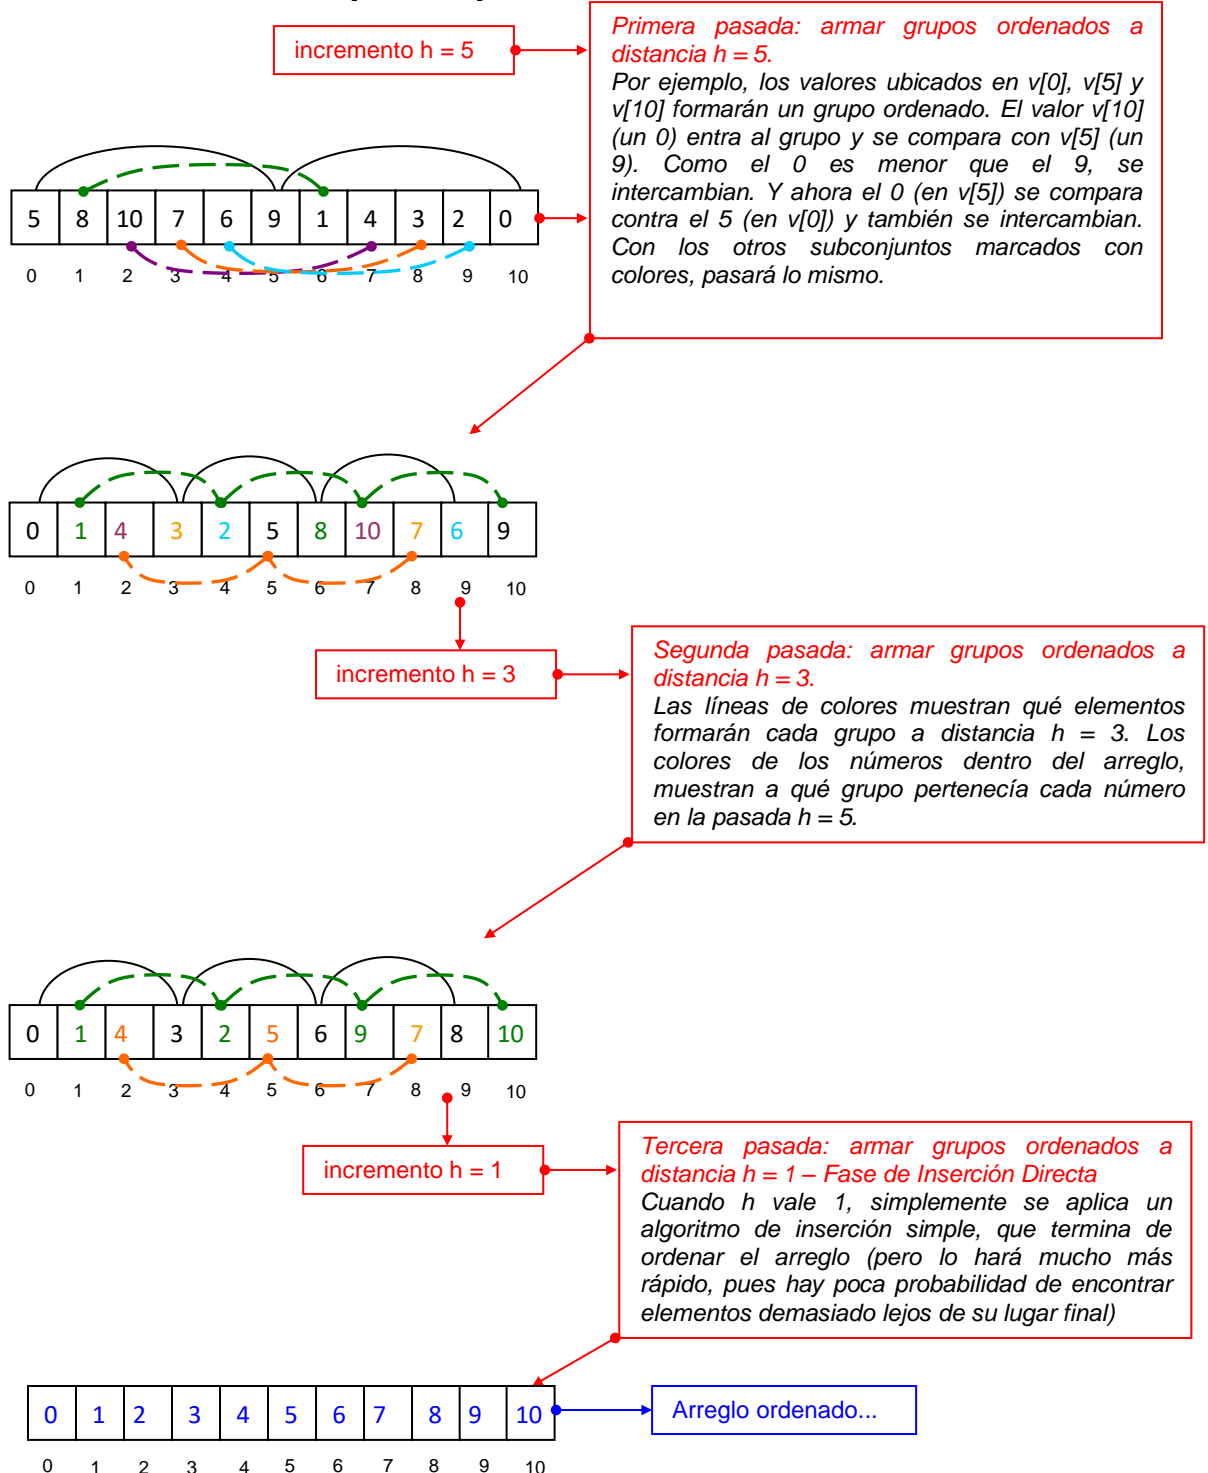 incremento h = 5
Primera pasada: armar grupos ordenados a
distancia h = 5.
Por ejemplo, los valores ubicados en v[0], v[5] y
v[10] formarán un grupo ordenado. El valor v[10]
(un 0) entra al grupo y se compara con v[5] (un
9). Como el 0 es menor que el 9, se
intercambian. Y ahora el 0 (en v[5]) se compara
contra el 5 (en v[0]) y también se intercambian.
Con los otros subconjuntos marcados con
colores, pasará lo mismo.
5 8 10 7 6 9 1 4 3 2 0
0 1 2 3 4 5 6 7 8 9 10
0 1 4 3 2 5 8 10 7 6 9
0 1 2 3 4 5 6 7 8 9 10
incremento h = 3
Segunda pasada: armar grupos ordenados a
distancia h = 3.
Las líneas de colores muestran qué elementos
formarán cada grupo a distancia h = 3. Los
colores de los números dentro del arreglo,
muestran a qué grupo pertenecía cada número
en la pasada h = 5.
0 1 4 3 2 5 6 9 7 8 10
0 1 2 3 4 5 6 7 8 9 10
incremento h = 1
Tercera pasada: armar grupos ordenados a
distancia h = 1 – Fase de Inserción Directa
Cuando h vale 1, simplemente se aplica un
algoritmo de inserción simple, que termina de
ordenar el arreglo (pero lo hará mucho más
rápido, pues hay poca probabilidad de encontrar
elementos demasiado lejos de su lugar final)
0 1 2 3 4 5 6 7 8 9 10
Arreglo ordenado...
0 1 2 3 4 5 6 7 8 9 10